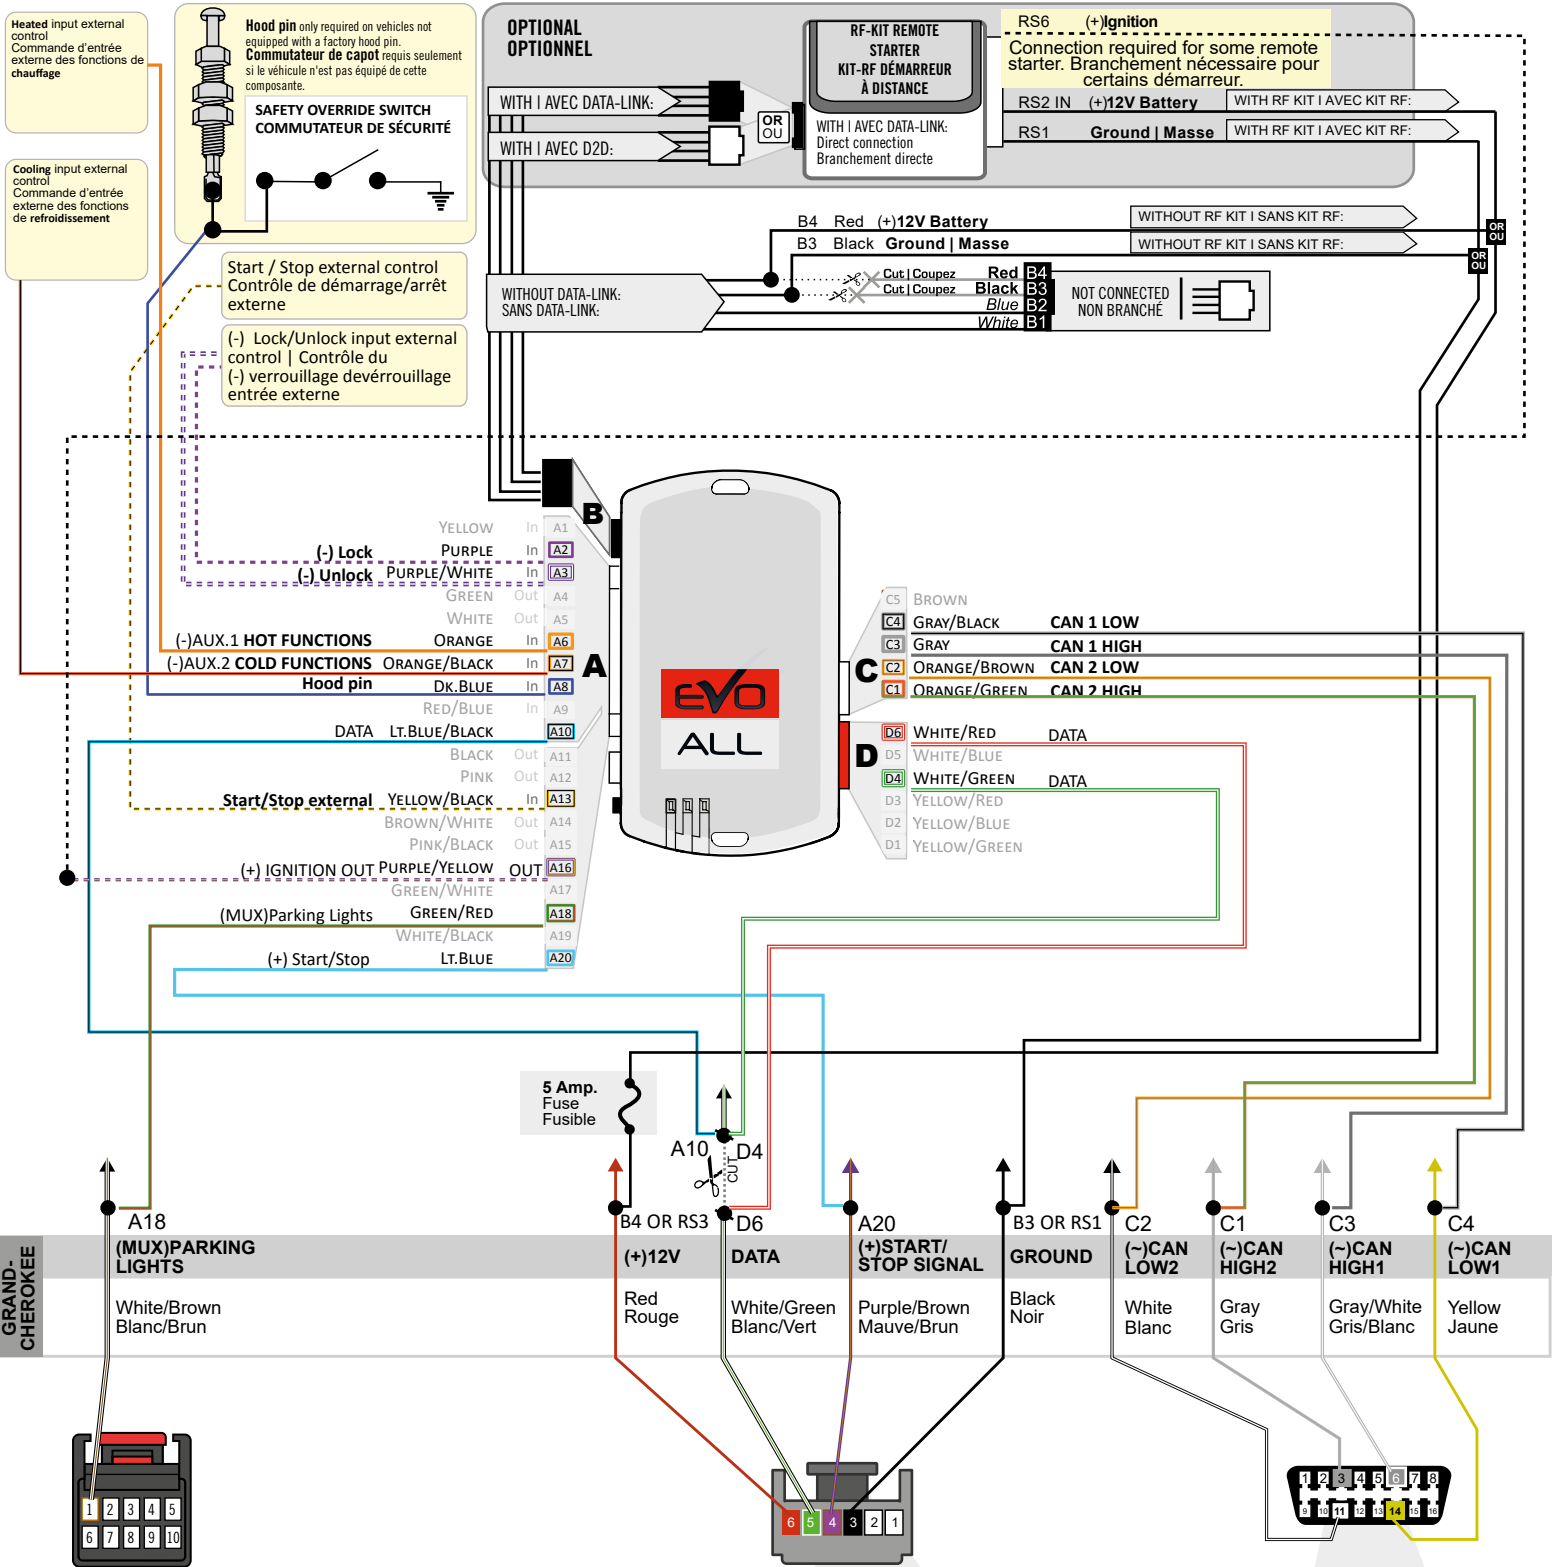 Heated input external
control
Commande d'entrée
externe des fonctions de
chauffage
Cooling input external
control
Commande d'entrée
externe des fonctions
de refroidissement
Hood pin only required on vehicles not
equipped with a factory hood pin.
Commutateur de capot requis seulement
si le véhicule n'est pas équipé de cette
composante.
SAFETY OVERRIDE SWITCH
COMMUTATEUR DE SÉCURITÉ
OPTIONAL
OPTIONNEL
RF-KIT REMOTE
STARTER
KIT-RF DÉMARREUR
À DISTANCE
WITH | AVEC DATA-LINK:
Direct connection
Branchement directe
WITH | AVEC DATA-LINK:
WITH | AVEC D2D:
OR
OU
RS6 (+)Ignition
Connection required for some remote
starter. Branchement nécessaire pour
certains démarreur.
RS2 IN (+)12V Battery WITH RF KIT | AVEC KIT RF:
RS1 Ground | Masse WITH RF KIT | AVEC KIT RF:
B4 Red (+)12V Battery WITHOUT RF KIT | SANS KIT RF:
B3 Black Ground | Masse WITHOUT RF KIT | SANS KIT RF:
OR
OU
OR
OU
Start / Stop external control
Contrôle de démarrage/arrêt
externe
(-) Lock/Unlock input external
control | Contrôle du
(-) verrouillage devérrouillage
entrée externe
WITHOUT DATA-LINK:
SANS DATA-LINK:
Cut | Coupez Red B4
Cut | Coupez Black B3
Blue B2
White B1
NOT CONNECTED
NON BRANCHÉ
B
A
C
D
YELLOW In A1
(-) Lock PURPLE In A2
(-) Unlock PURPLE/WHITE In A3
GREEN Out A4
WHITE Out A5
(-)AUX.1 HOT FUNCTIONS ORANGE In A6
(-)AUX.2 COLD FUNCTIONS ORANGE/BLACK In A7
Hood pin DK.BLUE In A8
RED/BLUE In A9
DATA LT.BLUE/BLACK A10
BLACK Out A11
PINK Out A12
Start/Stop external YELLOW/BLACK In A13
BROWN/WHITE Out A14
PINK/BLACK Out A15
(+) IGNITION OUT PURPLE/YELLOW OUT A16
GREEN/WHITE A17
(MUX)Parking Lights GREEN/RED A18
WHITE/BLACK A19
(+) Start/Stop LT.BLUE A20
EVO
ALL
C5 BROWN
C4 GRAY/BLACK CAN 1 LOW
C3 GRAY CAN 1 HIGH
C2 ORANGE/BROWN CAN 2 LOW
C1 ORANGE/GREEN CAN 2 HIGH
D6 WHITE/RED DATA
D5 WHITE/BLUE
D4 WHITE/GREEN DATA
D3 YELLOW/RED
D2 YELLOW/BLUE
D1 YELLOW/GREEN
5 Amp.
Fuse
Fusible
A10 D4
CUT
A18
B4 OR RS3
D6
A20
B3 OR RS1
C2
C1
C3
C4
GRAND-
CHEROKEE
(MUX)PARKING
LIGHTS
White/Brown
Blanc/Brun
(+)12V
Red
Rouge
DATA
White/Green
Blanc/Vert
(+)START/
STOP SIGNAL
Purple/Brown
Mauve/Brun
GROUND
Black
Noir
(~)CAN
LOW2
White
Blanc
(~)CAN
HIGH2
Gray
Gris
(~)CAN
HIGH1
Gray/White
Gris/Blanc
(~)CAN
LOW1
Yellow
Jaune
1 2 3 4 5
6 7 8 9 10
6 5 4 3 2 1
1 2 3 4 5 6 7 8
9 10 11 12 13 14 15 16